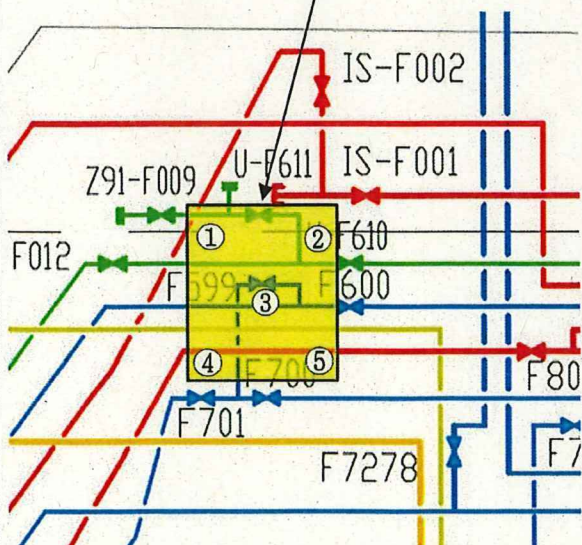 IS-F002
U-F611
IS-F001
Z91-F009
① ②
F610
F012
F599
F600
③
④ ⑤
F700
F80
F701
F7
F7278